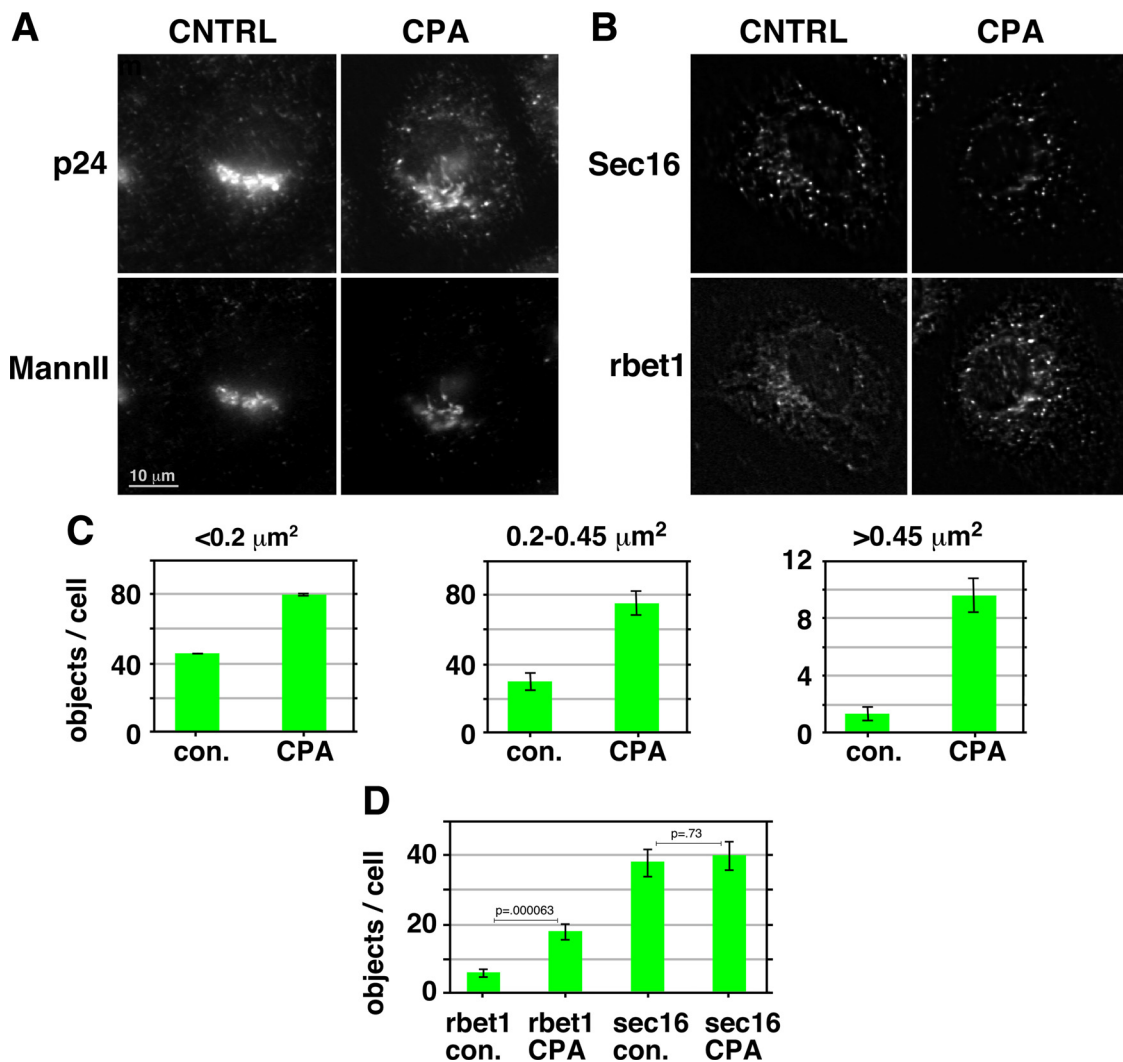 A
CNTRL
CPA
p24
MannII
10 µm
B
CNTRL
CPA
Sec16
rbet1
C
<0.2 µm²
0.2-0.45 µm²
>0.45 µm²
objects / cell
80
40
0
con.
CPA
80
40
0
con.
CPA
12
8
4
0
con.
CPA
D
objects / cell
40
20
0
p=.000063
p=.73
rbet1
con.
rbet1
CPA
sec16
con.
sec16
CPA